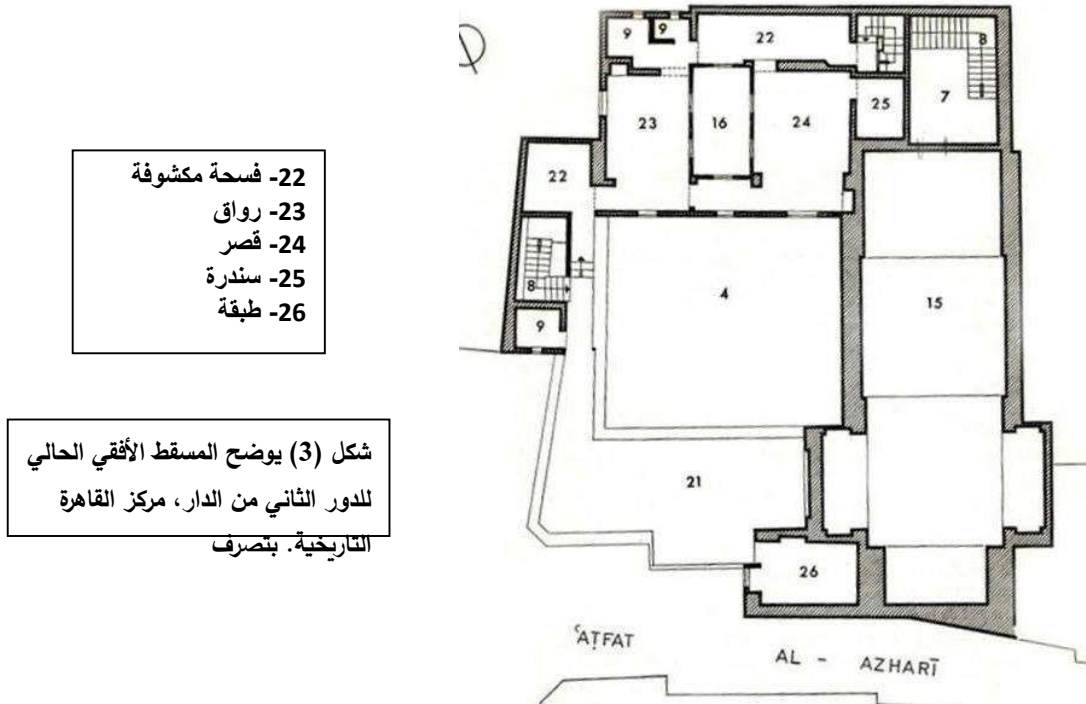 22- فسحة مكشوفة
23- رواق
24- قصر
25- سندرة
26- طبقة
شكل (3) يوضح المسقط الأفقي الحالي
للدور الثاني من الدار، مركز القاهرة
التاريخية. بتصرف
9
9
22
8
7
23
16
24
25
22
8
4
15
9
21
26
ʿAṬFAT
AL - AZHARĪ